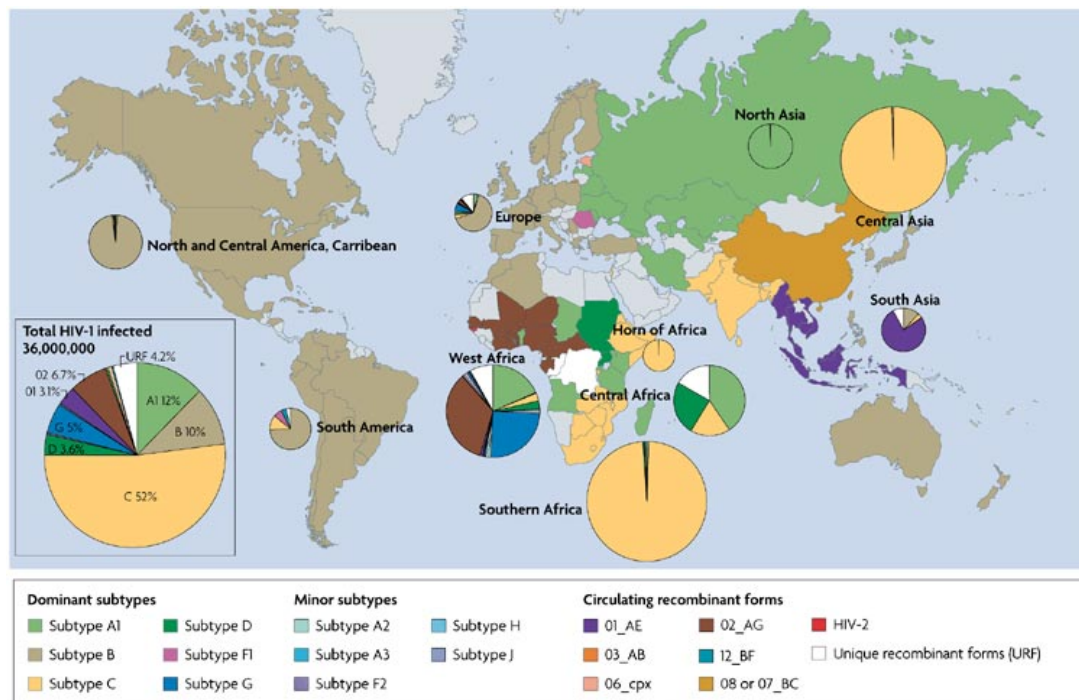 North Asia
Central Asia
Europe
North and Central America, Carribean
South Asia
Horn of Africa
West Africa
Central Africa
South America
Southern Africa
Total HIV-1 infected
36,000,000
URF 4.2%
02 6.7%
01 3.1%
A1 12%
G 5%
B 10%
D 3.6%
C 52%
Dominant subtypes
Subtype A1
Subtype B
Subtype C
Subtype D
Subtype F1
Subtype G
Minor subtypes
Subtype A2
Subtype A3
Subtype F2
Subtype H
Subtype J
Circulating recombinant forms
01_AE
03_AB
06_cpx
02_AG
12_BF
08 or 07_BC
HIV-2
Unique recombinant forms (URF)